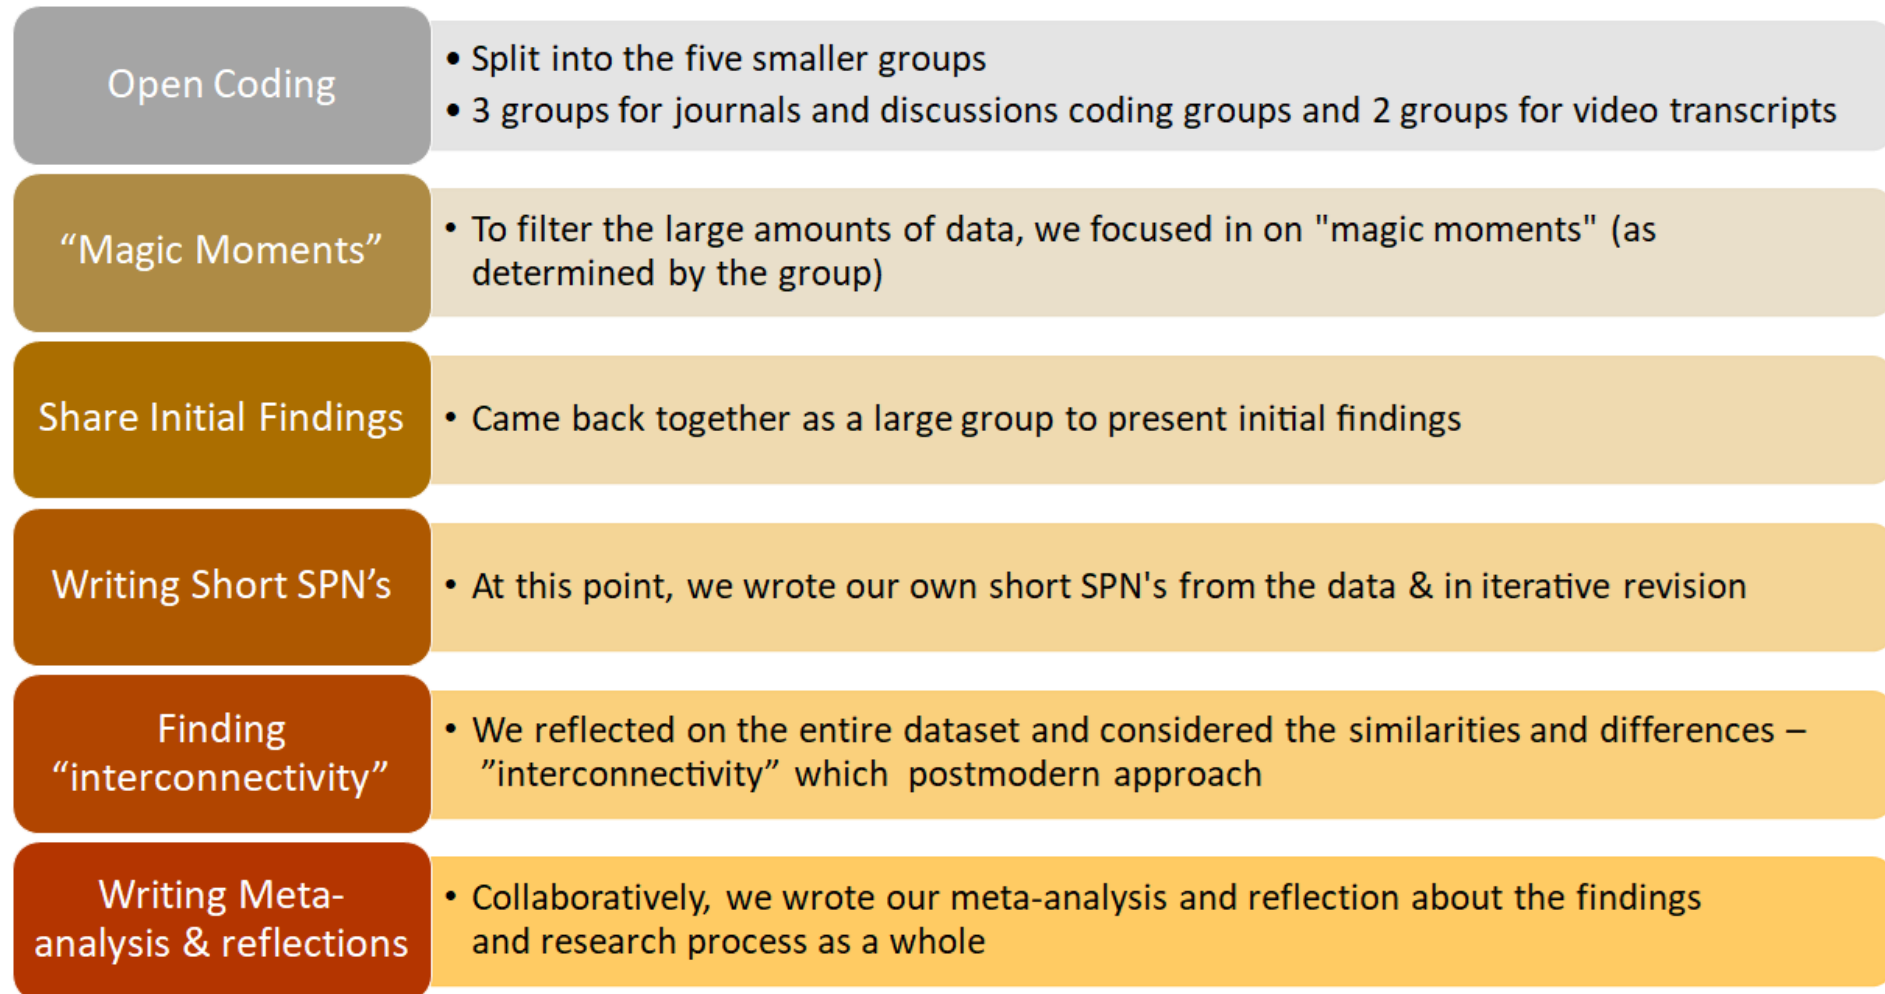 Open Coding
• Split into the five smaller groups
• 3 groups for journals and discussions coding groups and 2 groups for video transcripts
“Magic Moments”
• To filter the large amounts of data, we focused in on "magic moments" (as
determined by the group)
Share Initial Findings
• Came back together as a large group to present initial findings
Writing Short SPN’s
• At this point, we wrote our own short SPN's from the data & in iterative revision
Finding
“interconnectivity”
• We reflected on the entire dataset and considered the similarities and differences –
”interconnectivity” which postmodern approach
Writing Meta-
analysis & reflections
• Collaboratively, we wrote our meta-analysis and reflection about the findings
and research process as a whole